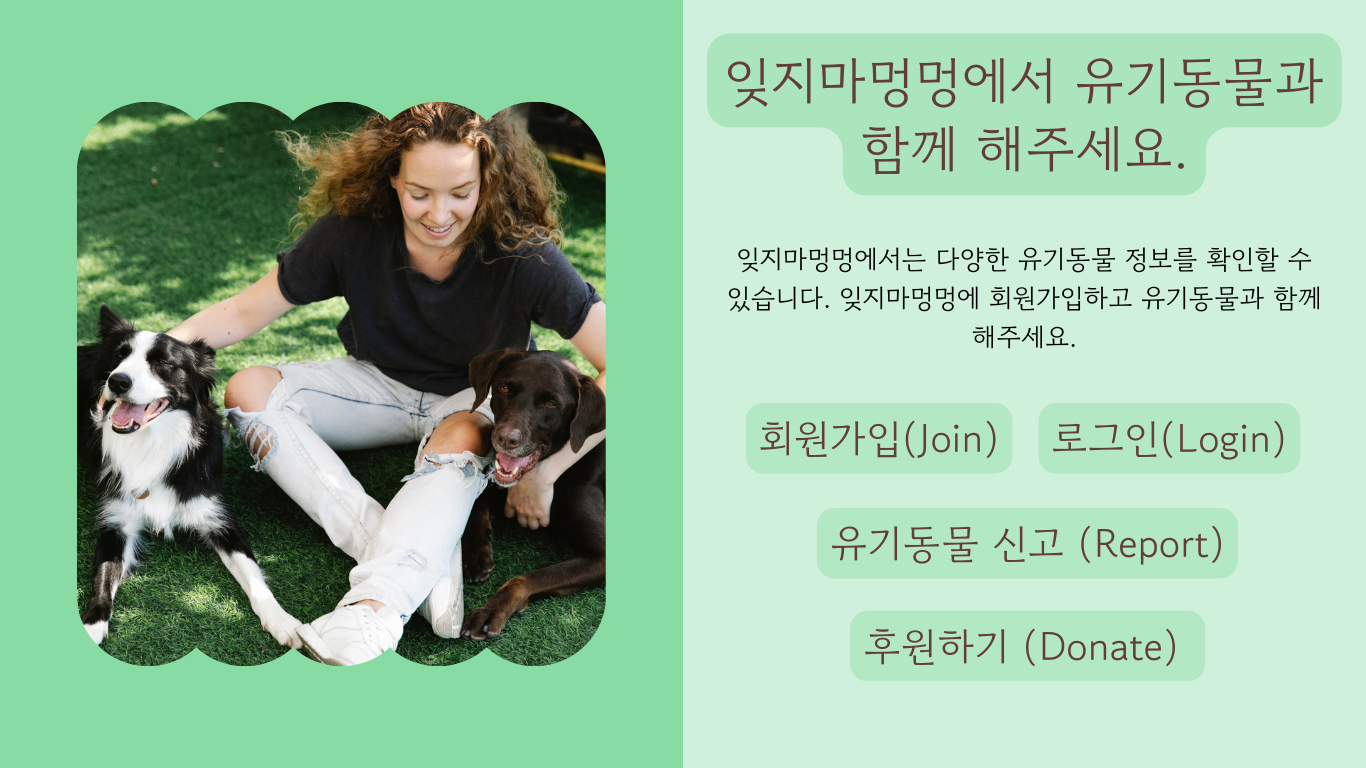 잊지마멍멍에서 유기동물과
함께 해주세요.
잊지마멍멍에서는 다양한 유기동물 정보를 확인할 수
있습니다. 잊지마멍멍에 회원가입하고 유기동물과 함께
해주세요.
회원가입(Join)
로그인(Login)
유기동물 신고 (Report)
후원하기 (Donate)